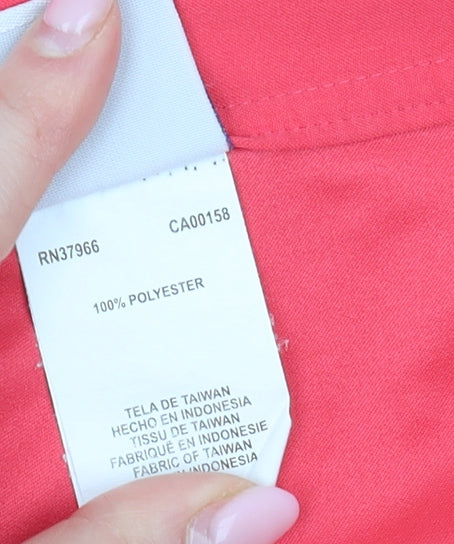 RN37966
CA00158
100% POLYESTER
TELA DE TAIWAN
HECHO EN INDONESIA
TISSU DE TAIWAN
FABRIQUÉ EN INDONESIE
FABRIC OF TAIWAN
INDONESIA